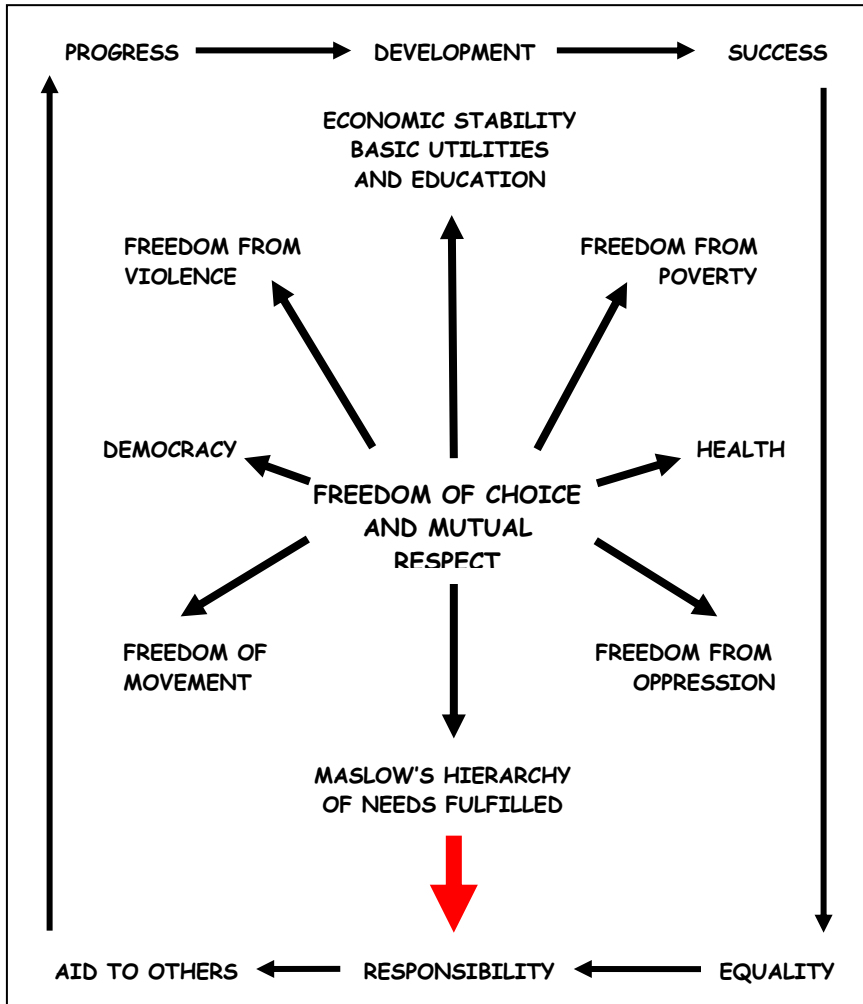 PROGRESS DEVELOPMENT SUCCESS
ECONOMIC STABILITY
BASIC UTILITIES
AND EDUCATION
FREEDOM FROM
VIOLENCE
FREEDOM FROM
POVERTY
DEMOCRACY
HEALTH
FREEDOM OF CHOICE
AND MUTUAL
RESPECT
FREEDOM OF
MOVEMENT
FREEDOM FROM
OPPRESSION
MASLOW'S HIERARCHY
OF NEEDS FULFILLED
AID TO OTHERS RESPONSIBILITY EQUALITY